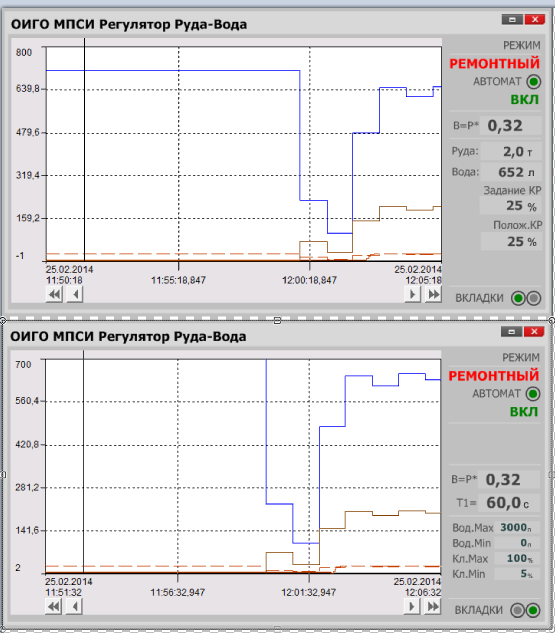 ОИГО МПСИ Регулятор Руда-Вода
800
639,8
479,6
319,4
159,2
-1
25.02.2014
11:50:18
11:55:18,847
12:00:18,847
25.02.2014
12:05:18
РЕЖИМ
РЕМОНТНЫЙ
АВТОМАТ
ВКЛ
В=Р* 0,32
Руда: 2,0 т
Вода: 652 л
Задание КР
25 %
Полож.КР
25 %
ВКЛАДКИ
ОИГО МПСИ Регулятор Руда-Вода
700
560,4
420,8
281,2
141,6
2
25.02.2014
11:51:32
11:56:32,947
12:01:32,947
25.02.2014
12:06:32
РЕЖИМ
РЕМОНТНЫЙ
АВТОМАТ
ВКЛ
В=Р* 0,32
Т1= 60,0 с
Вод.Max 3000л
Вод.Min 0л
Кл.Max 100%
Кл.Min 5%
ВКЛАДКИ